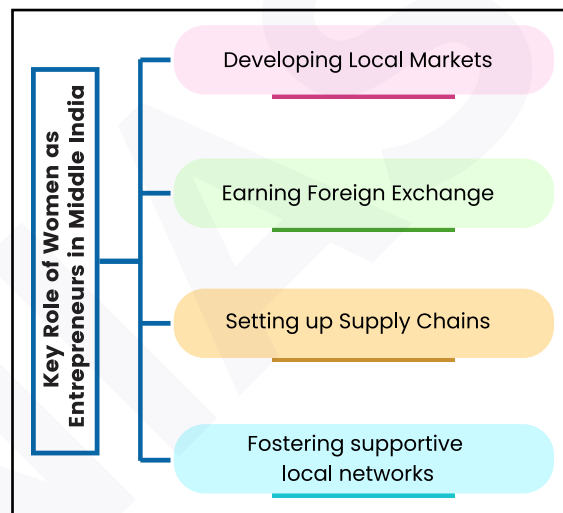 Key Role of Women as
Entrepreneurs in Middle India
Developing Local Markets
Earning Foreign Exchange
Setting up Supply Chains
Fostering supportive
local networks